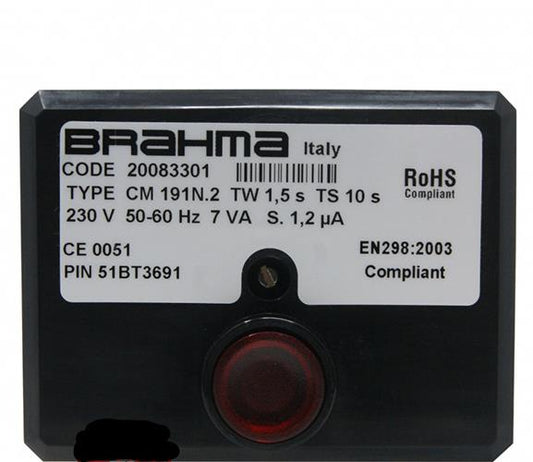 BRAHMA Italy
CODE 20083301
RoHS
Compliant
TYPE CM 191N.2 TW 1,5 s TS 10 s
230 V 50-60 Hz 7 VA S. 1,2 µA
CE 0051
EN298:2003
PIN 51BT3691
Compliant